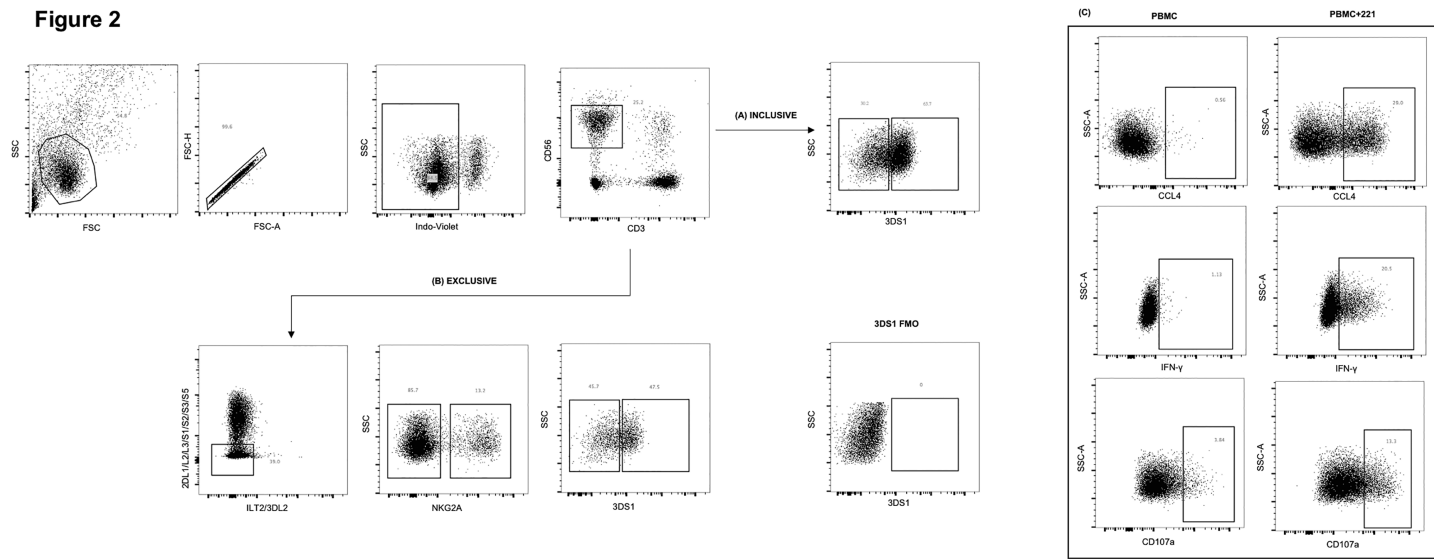 Figure 2
(C)
PBMC
PBMC+221
SSC
FSC
FSC-H
99.6
FSC-A
SSC
Indo-Violet
CD56
25.2
CD3
(A) INCLUSIVE
SSC
63.7
3DS1
(B) EXCLUSIVE
2DL1/L2/L3/S1/S2/S3/S5
39.0
ILT2/3DL2
SSC
85.7
13.2
NKG2A
SSC
41.2
47.5
3DS1
3DS1 FMO
SSC
0
3DS1
SSC-A
0.56
CCL4
SSC-A
29.0
CCL4
SSC-A
1.13
IFN-γ
SSC-A
20.5
IFN-γ
SSC-A
3.84
CD107a
SSC-A
13.3
CD107a